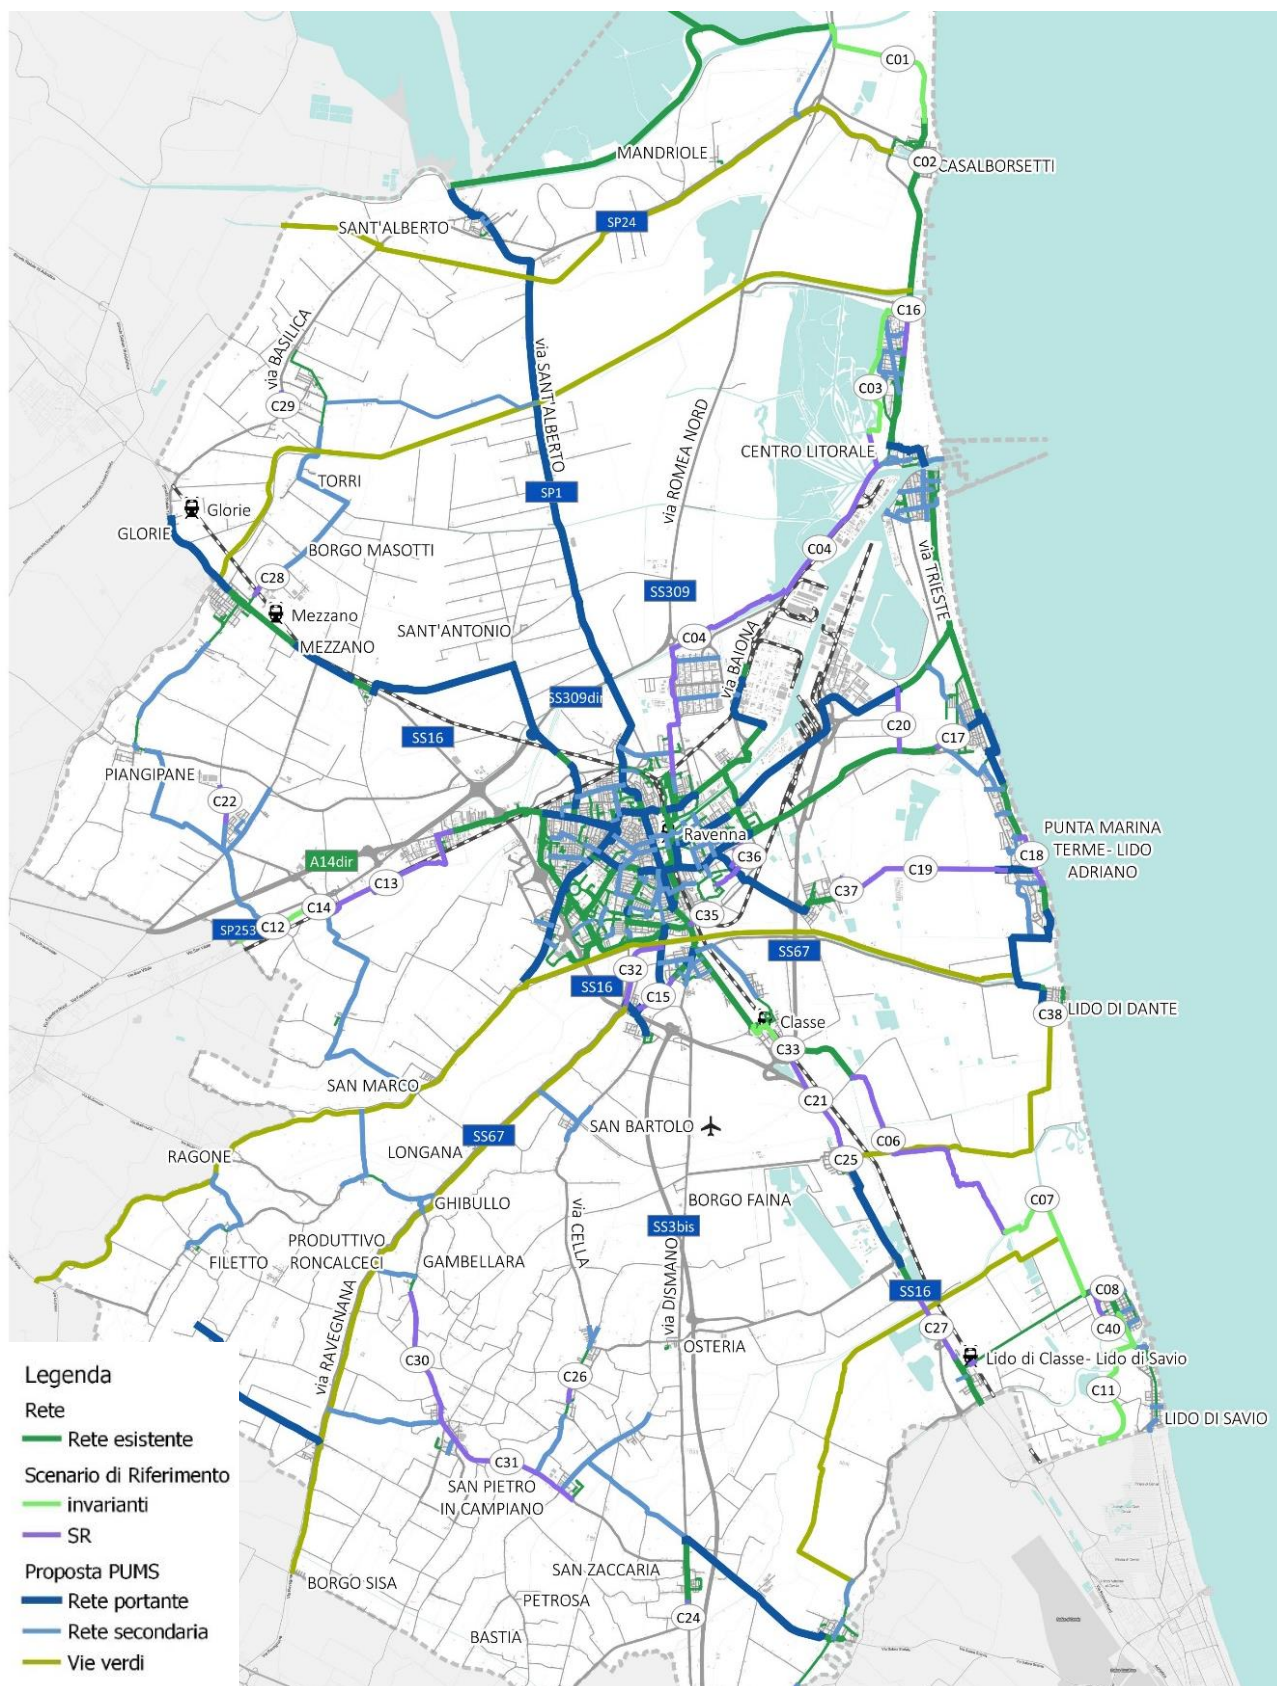 C01
MANDRIOLE
C02
CASALBORSETTI
SANT'ALBERTO
SP24
C16
via BASILICA
via SANT'ALBERTO
C03
C29
via ROMEA NORD
CENTRO LITORALE
TORRI
SP1
Glorie
GLORIE
BORGO MASOTTI
C04
via TRIESTE
C28
SS309
Mezzano
SANT'ANTONIO
C04
MEZZANO
via BAIONA
SS309dir
C20
SS16
C17
PIANGIPANE
C22
Ravenna
PUNTA MARINA
TERME- LIDO
ADRIANO
A14dir
C36
C18
C13
C19
C37
C14
C35
SP253
C12
SS67
C32
SS16
C15
LIDO DI DANTE
C38
Classe
C33
SAN MARCO
C21
SAN BARTOLO
SS67
LONGANA
C06
RAGONE
C25
BORGO FAINA
GHIBULLO
C07
via CELLA
SS3bis
PRODUTTIVO
RONCALCECI
FILETTO
GAMBELLARA
via DISMANO
SS16
C08
C27
C40
OSTERIA
via RAVEGNANA
C30
Lido di Classe- Lido di Savio
C26
C11
LIDO DI SAVIO
C31
SAN PIETRO
IN CAMPIANO
SAN ZACCARIA
BORGO SISA
PETROSA
C24
BASTIA
Legenda
Rete
Rete esistente
Scenario di Riferimento
invarianti
SR
Proposta PUMS
Rete portante
Rete secondaria
Vie verdi